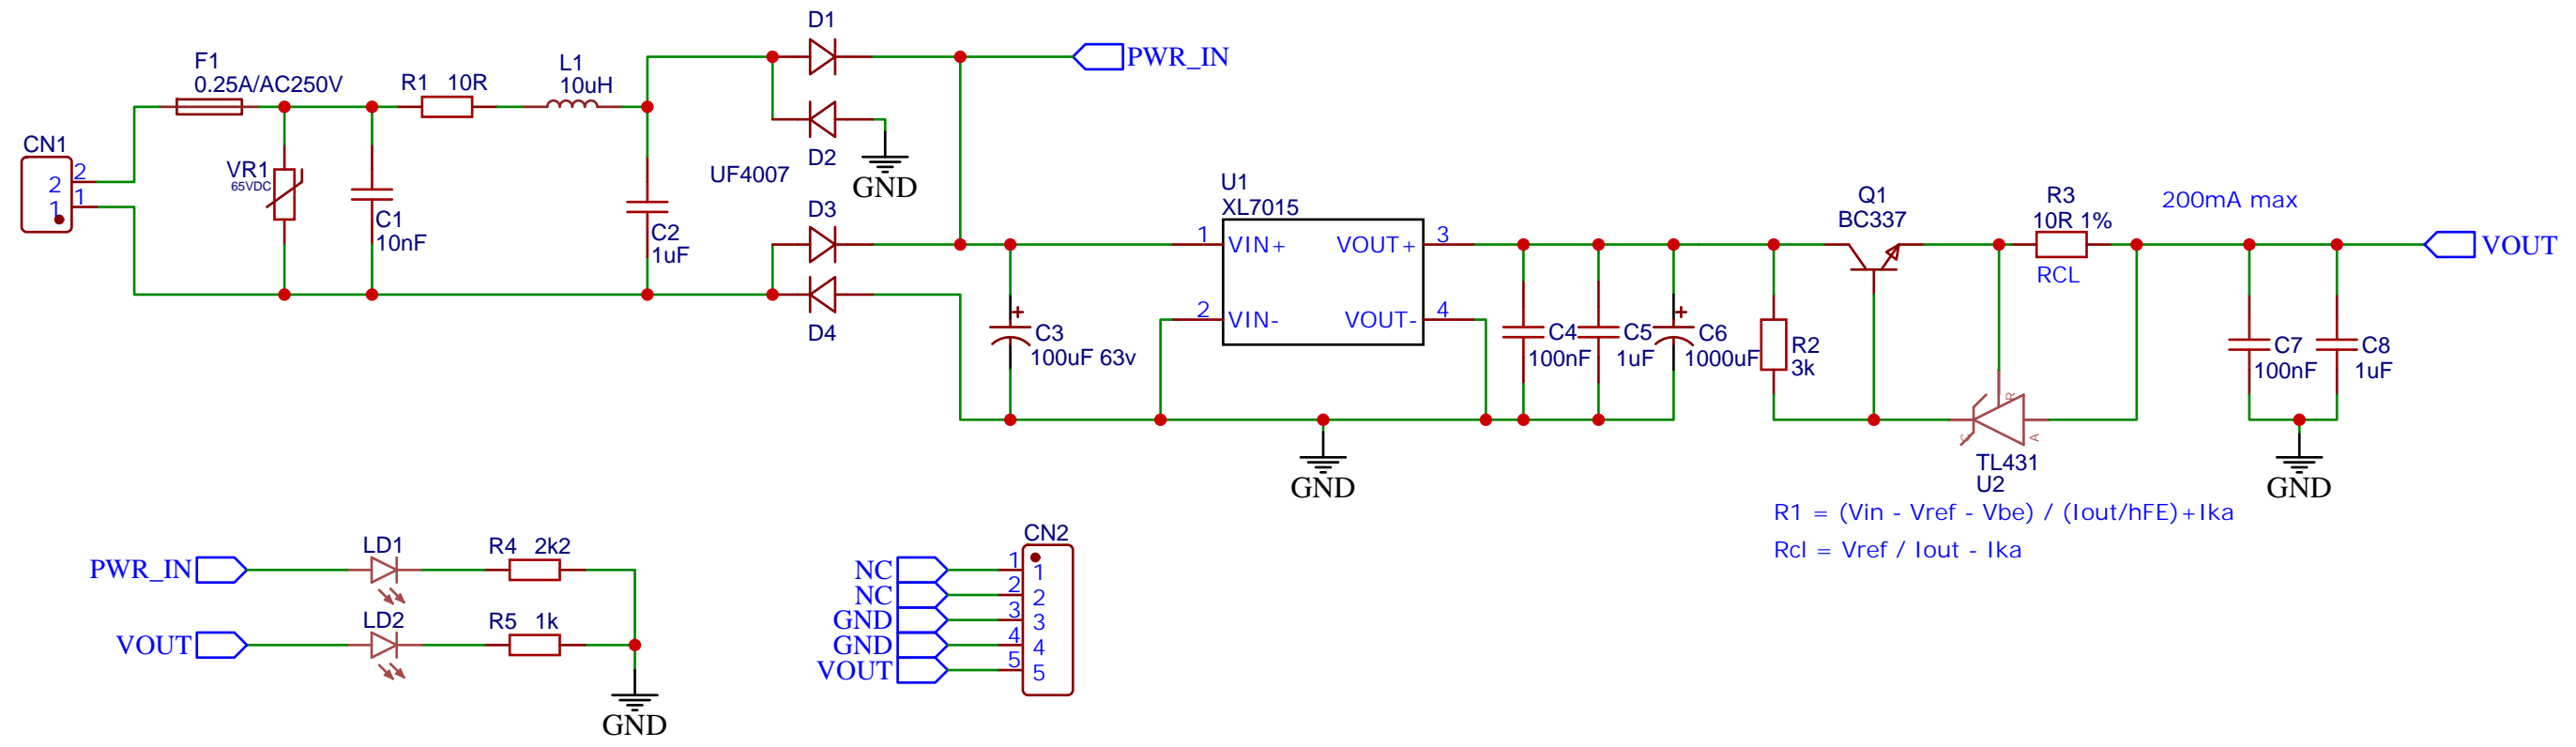 D1
PWR_IN
F1
0.25A/AC250V
R1 10R
L1
10uH
CN1
2
2
1
1
VR1
65VDC
C1
10nF
C2
1uF
D2
GND
UF4007
D3
D4
C3
100uF 63v
U1
XL7015
1
VIN+
VOUT+
3
2
VIN-
VOUT-
4
GND
C4
100nF
C5
1uF
C6
1000uF
R2
3k
Q1
BC337
R3
10R 1%
RCL
200mA max
VOUT
C7
100nF
C8
1uF
GND
R
C
A
TL431
U2
R1 = (Vin - Vref - Vbe) / (Iout/hFE)+Ika
Rcl = Vref / Iout - Ika
PWR_IN
LD1
R4 2k2
VOUT
LD2
R5 1k
GND
CN2
NC 1 1
NC 2 2
GND 3 3
GND 4 4
VOUT 5 5